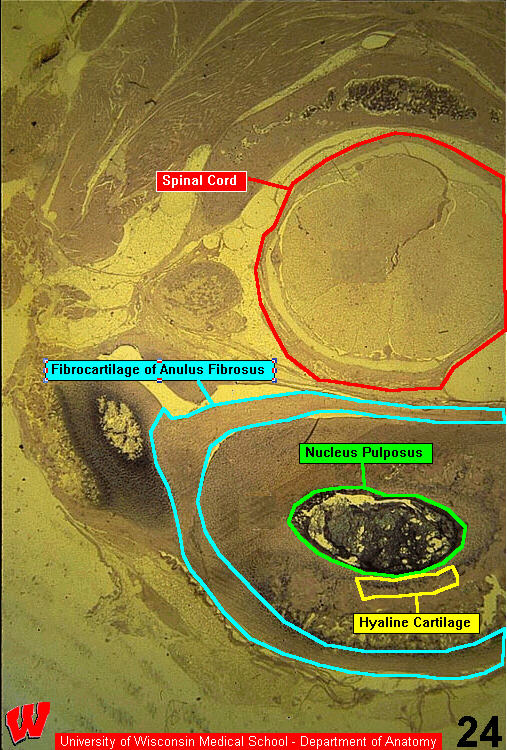 Spinal Cord
Fibrocartilage of Anulus Fibrosus
Nucleus Pulposus
Hyaline Cartilage
W
University of Wisconsin Medical School - Department of Anatomy
24